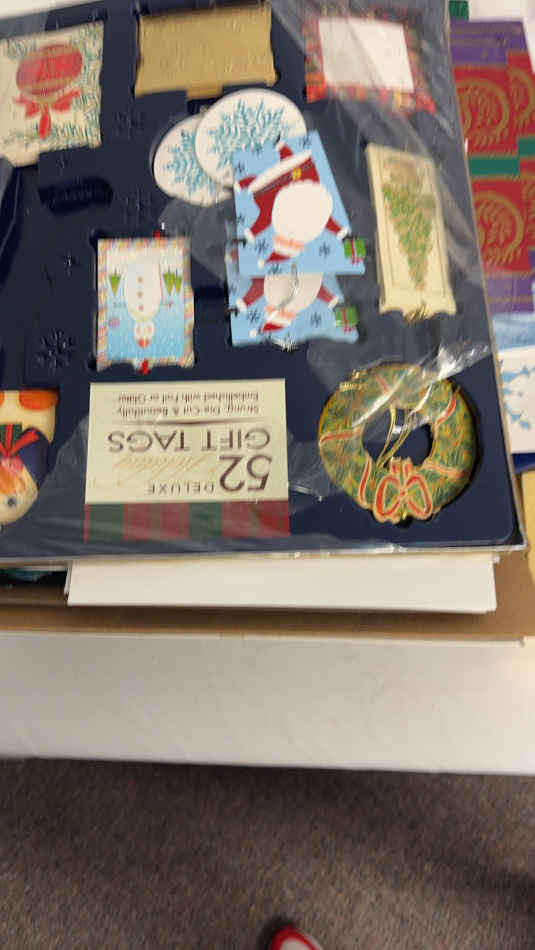 52
DELUXE
Holiday
GIFT TAGS
Strong, Die-Cut & Beautifully
Embellished with Foil or Glitter